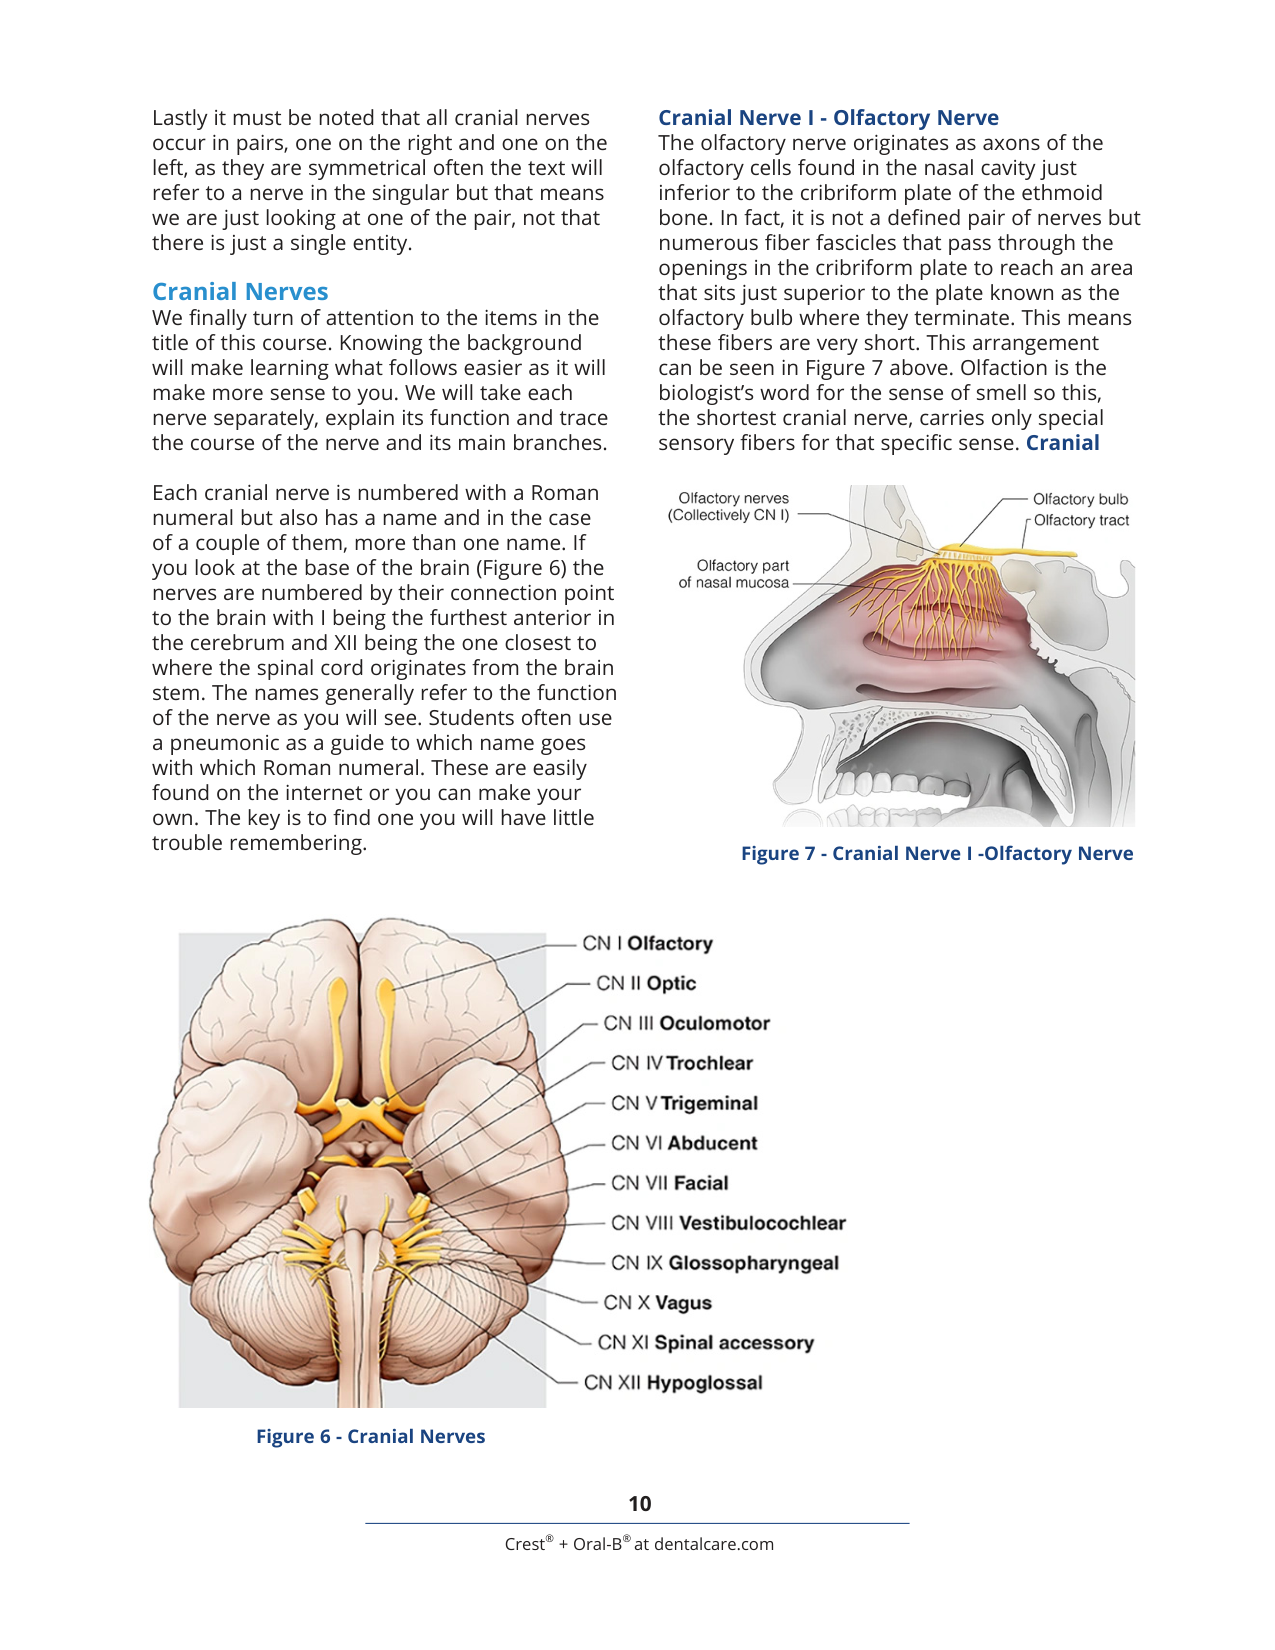 Lastly it must be noted that all cranial nerves
occur in pairs, one on the right and one on the
left, as they are symmetrical often the text will
refer to a nerve in the singular but that means
we are just looking at one of the pair, not that
there is just a single entity.
Cranial Nerves
We finally turn of attention to the items in the
title of this course. Knowing the background
will make learning what follows easier as it will
make more sense to you. We will take each
nerve separately, explain its function and trace
the course of the nerve and its main branches.
Each cranial nerve is numbered with a Roman
numeral but also has a name and in the case
of a couple of them, more than one name. If
you look at the base of the brain (Figure 6) the
nerves are numbered by their connection point
to the brain with I being the furthest anterior in
the cerebrum and XII being the one closest to
where the spinal cord originates from the brain
stem. The names generally refer to the function
of the nerve as you will see. Students often use
a pneumonic as a guide to which name goes
with which Roman numeral. These are easily
found on the internet or you can make your
own. The key is to find one you will have little
trouble remembering.
Cranial Nerve I - Olfactory Nerve
The olfactory nerve originates as axons of the
olfactory cells found in the nasal cavity just
inferior to the cribriform plate of the ethmoid
bone. In fact, it is not a defined pair of nerves but
numerous fiber fascicles that pass through the
openings in the cribriform plate to reach an area
that sits just superior to the plate known as the
olfactory bulb where they terminate. This means
these fibers are very short. This arrangement
can be seen in Figure 7 above. Olfaction is the
biologist's word for the sense of smell so this,
the shortest cranial nerve, carries only special
sensory fibers for that specific sense. Cranial
Olfactory nerves
(Collectively CN I)
Olfactory part
of nasal mucosa
Olfactory bulb
Olfactory tract
Figure 7 - Cranial Nerve I -Olfactory Nerve
CN I Olfactory
CN II Optic
CN III Oculomotor
CN IV Trochlear
CN V Trigeminal
CN VI Abducent
CN VII Facial
CN VIII Vestibulocochlear
CN IX Glossopharyngeal
CN X Vagus
CN XI Spinal accessory
CN XII Hypoglossal
Figure 6 - Cranial Nerves
10
Crest® + Oral-B® at dentalcare.com